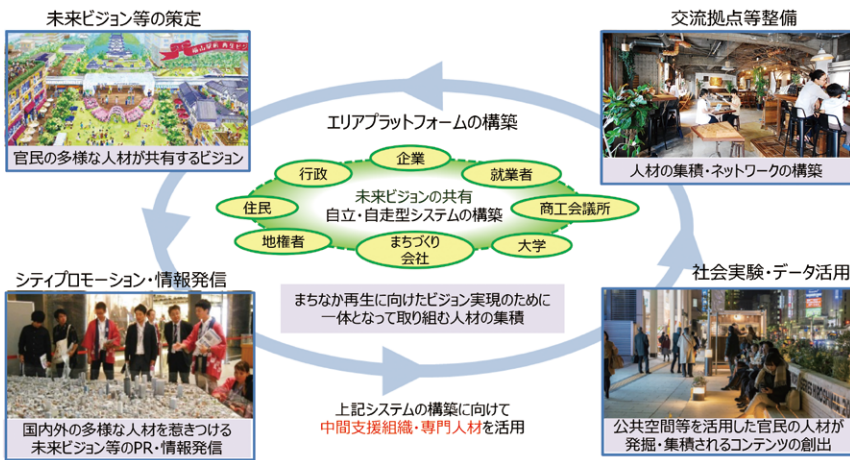 未来ビジョン等の策定
官民の多様な人材が共有するビジョン
交流拠点等整備
人材の集積・ネットワークの構築
エリアプラットフォームの構築
企業
行政
就業者
住民
未来ビジョンの共有
自立・自走型システムの構築
商工会議所
地権者
まちづくり
会社
大学
まちなか再生に向けたビジョン実現のために
一体となって取り組む人材の集積
シティプロモーション・情報発信
国内外の多様な人材を惹きつける
未来ビジョン等のPR・情報発信
上記システムの構築に向けて
中間支援組織・専門人材を活用
社会実験・データ活用
公共空間等を活用した官民の人材が
発掘・集積されるコンテンツの創出